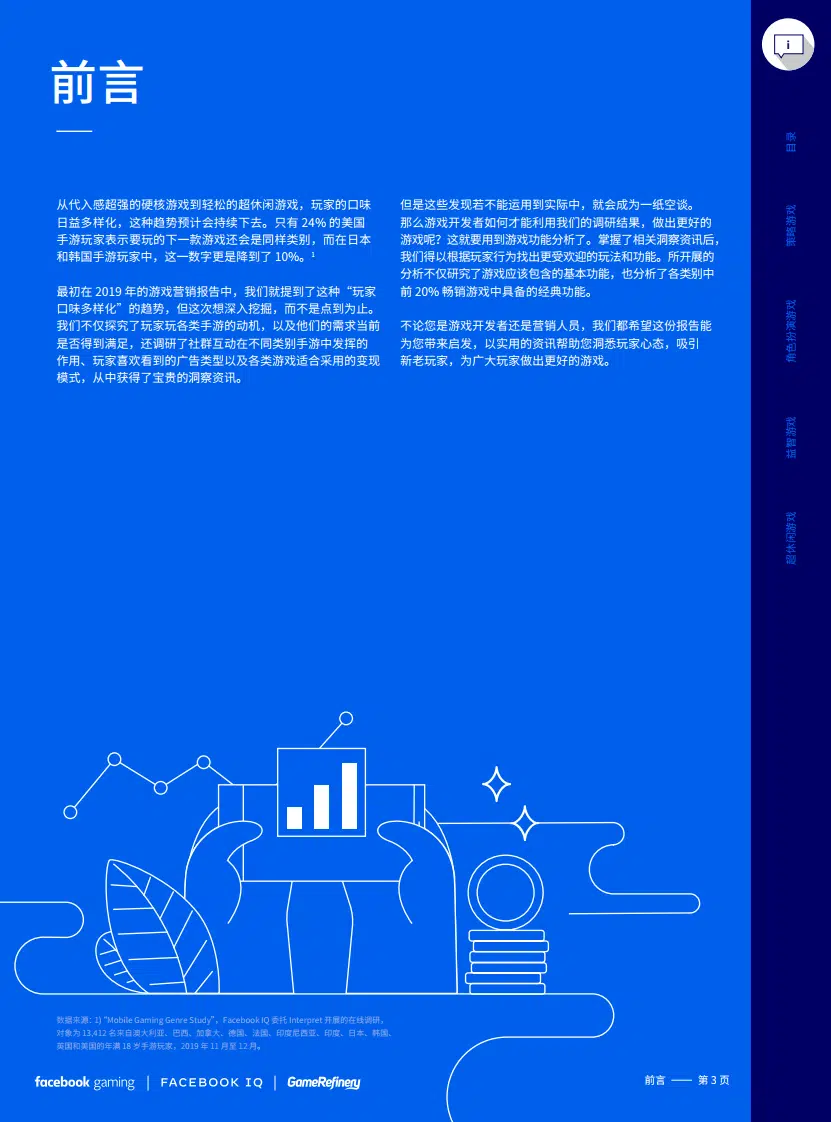 前言
从代入感超强的硬核游戏到轻松的超休闲游戏，玩家的口味
日益多样化，这种趋势预计会持续下去。只有 24% 的美国
手游玩家表示要玩的下一款游戏还会是同样类别，而在日本
和韩国手游玩家中，这一数字更是降到了 10%。¹
最初在 2019 年的游戏营销报告中，我们就提到了这种“玩家
口味多样化”的趋势，但这次想深入挖掘，而不是点到为止。
我们不仅探究了玩家玩各类手游的动机，以及他们的需求当前
是否得到满足，还调研了社群互动在不同类别手游中发挥的
作用、玩家喜欢看到的广告类型以及各类游戏适合采用的变现
模式，从中获得了宝贵的洞察资讯。
但是这些发现若不能运用到实际中，就会成为一纸空谈。
那么游戏开发者如何才能利用我们的调研结果，做出更好的
游戏呢？这就要用到游戏功能分析了。掌握了相关洞察资讯后，
我们得以根据玩家行为找出更受欢迎的玩法和功能。所开展的
分析不仅研究了游戏应该包含的基本功能，也分析了各类别中
前 20% 畅销游戏中具备的经典功能。
不论您是游戏开发者还是营销人员，我们都希望这份报告能
为您带来启发，以实用的资讯帮助您洞悉玩家心态，吸引
新老玩家，为广大玩家做出更好的游戏。
i
目录
策略游戏
角色扮演游戏
益智游戏
超休闲游戏
数据来源：1) “Mobile Gaming Genre Study”，Facebook IQ 委托 Interpret 开展的在线调研，
对象为 13,412 名来自澳大利亚、巴西、加拿大、德国、法国、印度尼西亚、印度、日本、韩国、
英国和美国的年满 18 岁手游玩家，2019 年 11 月至 12 月。
facebook gaming | FACEBOOK IQ | GameRefinery
前言 —— 第 3 页